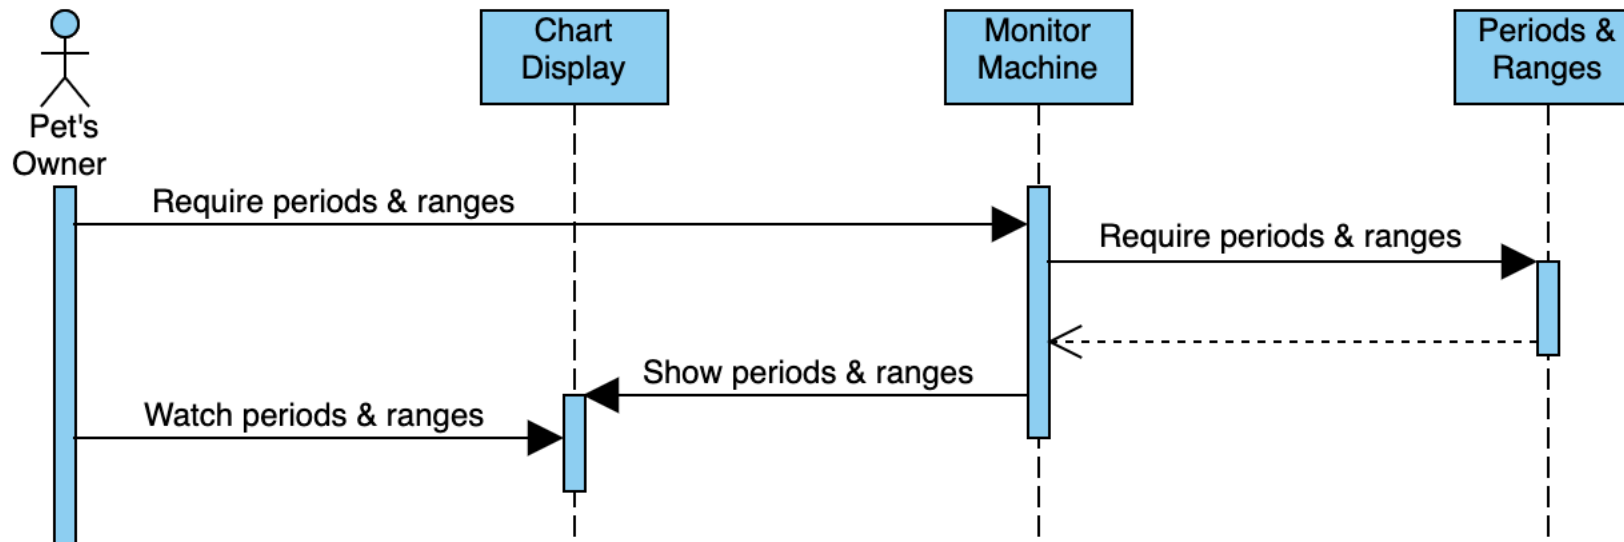 Chart
Display
Monitor
Machine
Periods &
Ranges
Pet's
Owner
Require periods & ranges
Require periods & ranges
Show periods & ranges
Watch periods & ranges